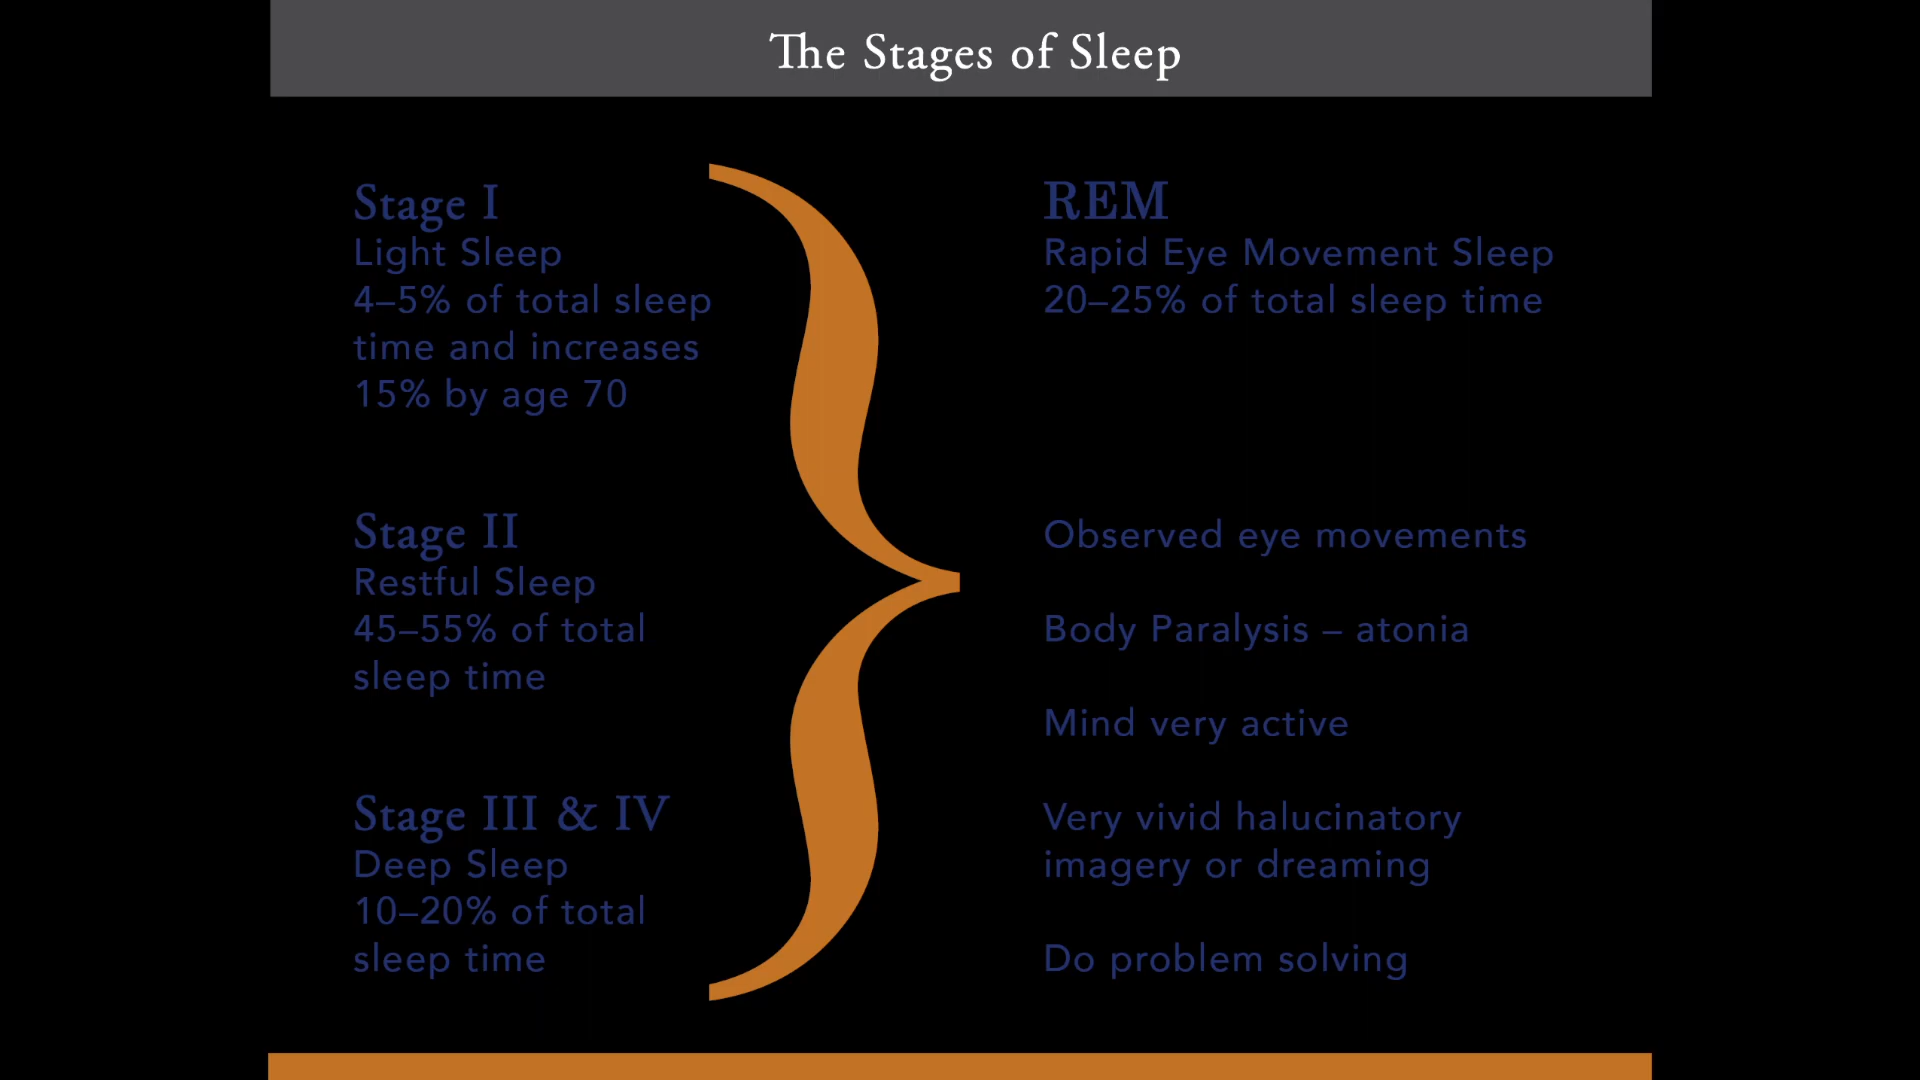 The Stages of Sleep
Stage I
Light Sleep
4–5% of total sleep
time and increases
15% by age 70
Stage II
Restful Sleep
45–55% of total
sleep time
Stage III & IV
Deep Sleep
10–20% of total
sleep time
REM
Rapid Eye Movement Sleep
20–25% of total sleep time
Observed eye movements
Body Paralysis – atonia
Mind very active
Very vivid halucinatory
imagery or dreaming
Do problem solving